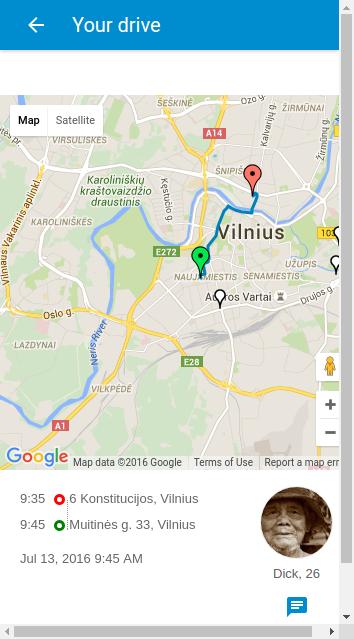 Your drive
Map
Satellite
ŠEŠKINĖ
Ozo g.
ŽIRMŪNAI
VIRŠULIŠKĖS
A14
Kalvarijų g.
Žirmūnų g.
Karoliniškių
kraštovaizdžio
draustinis
Kęstučio g.
ŠNIPIŠ
Vilniaus Vakarinis aplinkl.
KAROLINIŠKĖS
Vilnius
103
E272
UŽUPIS
NAUJAMIESTIS
SENAMIESTIS
Aušros Vartai
Drujos g.
Oslo g.
LAZDYNAI
Neris River
E28
VILKPĖDĖ
A1
Google
Map data ©2016 Google
Terms of Use
Report a map err
9:35
6 Konstitucijos, Vilnius
9:45
Muitinės g. 33, Vilnius
Jul 13, 2016 9:45 AM
Dick, 26